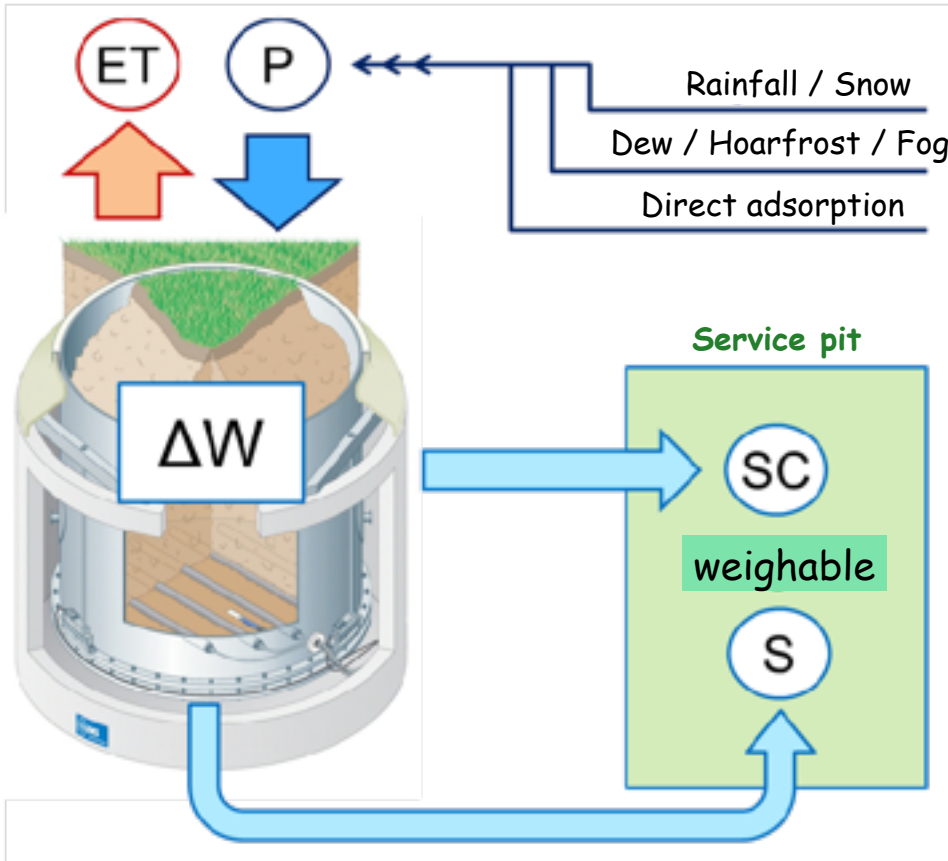 ET
P
Rainfall / Snow
Dew / Hoarfrost / Fog
Direct adsorption
Service pit
ΔW
SC
weighable
S